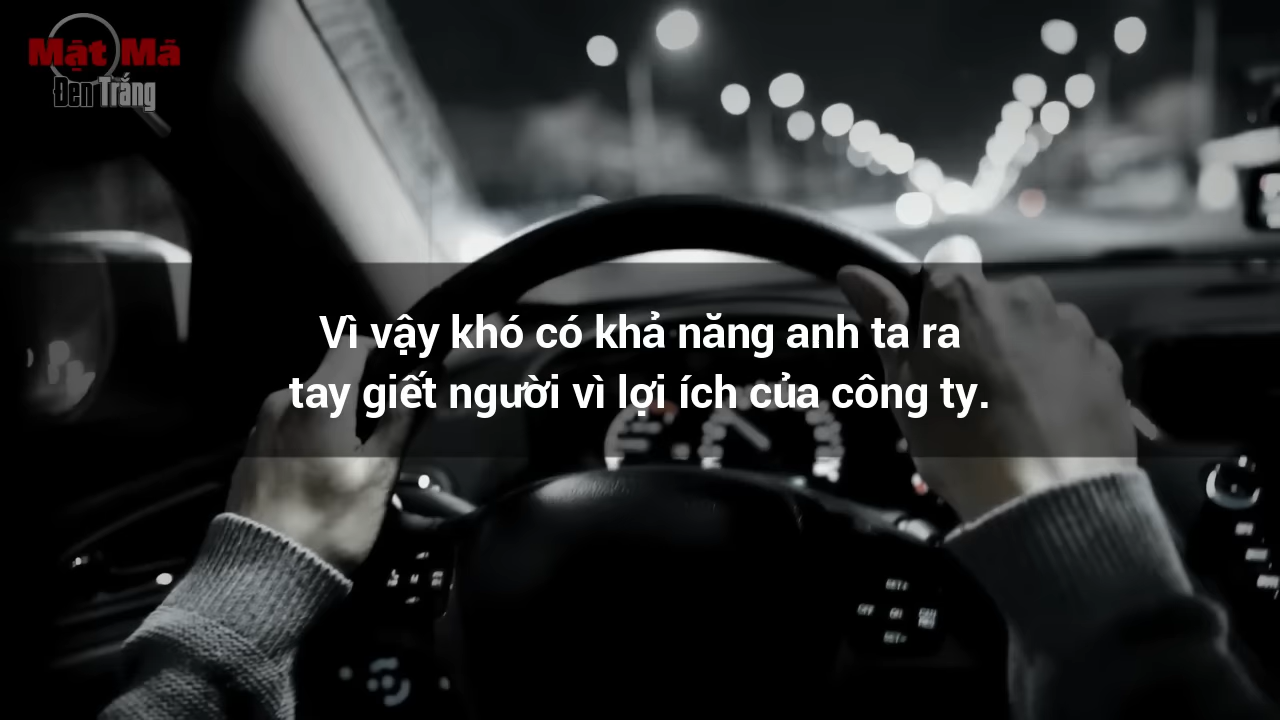 Mật Mã
Đen Trắng
Vì vậy khó có khả năng anh ta ra
tay giết người vì lợi ích của công ty.